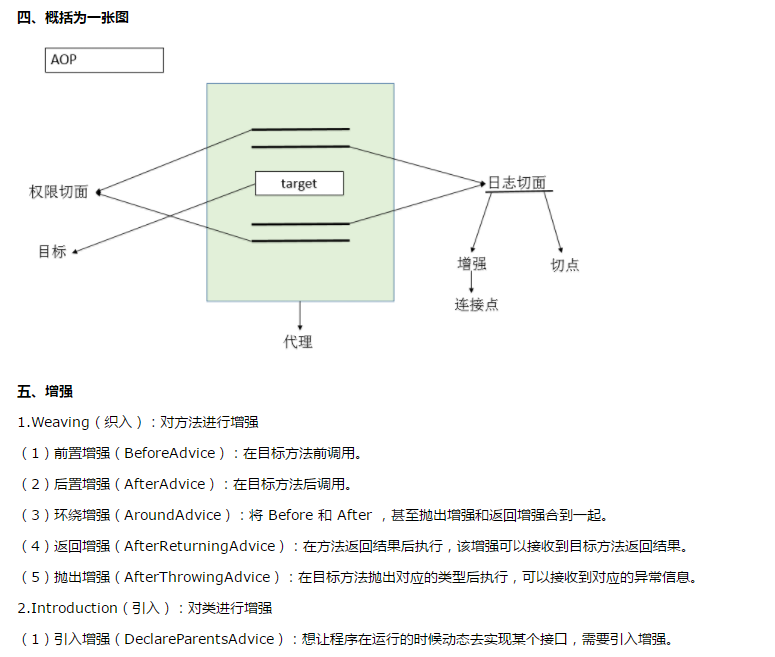 四、概括为一张图
AOP
target
权限切面
日志切面
目标
增强
切点
连接点
代理
五、增强
1.Weaving（织入）：对方法进行增强
（1）前置增强（BeforeAdvice）：在目标方法前调用。
（2）后置增强（AfterAdvice）：在目标方法后调用。
（3）环绕增强（AroundAdvice）：将 Before 和 After ，甚至抛出增强和返回增强合到一起。
（4）返回增强（AfterReturningAdvice）：在方法返回结果后执行，该增强可以接收到目标方法返回结果。
（5）抛出增强（AfterThrowingAdvice）：在目标方法抛出对应的类型后执行，可以接收到对应的异常信息。
2.Introduction（引入）：对类进行增强
（1）引入增强（DeclareParentsAdvice）：想让程序在运行的时候动态去实现某个接口，需要引入增强。